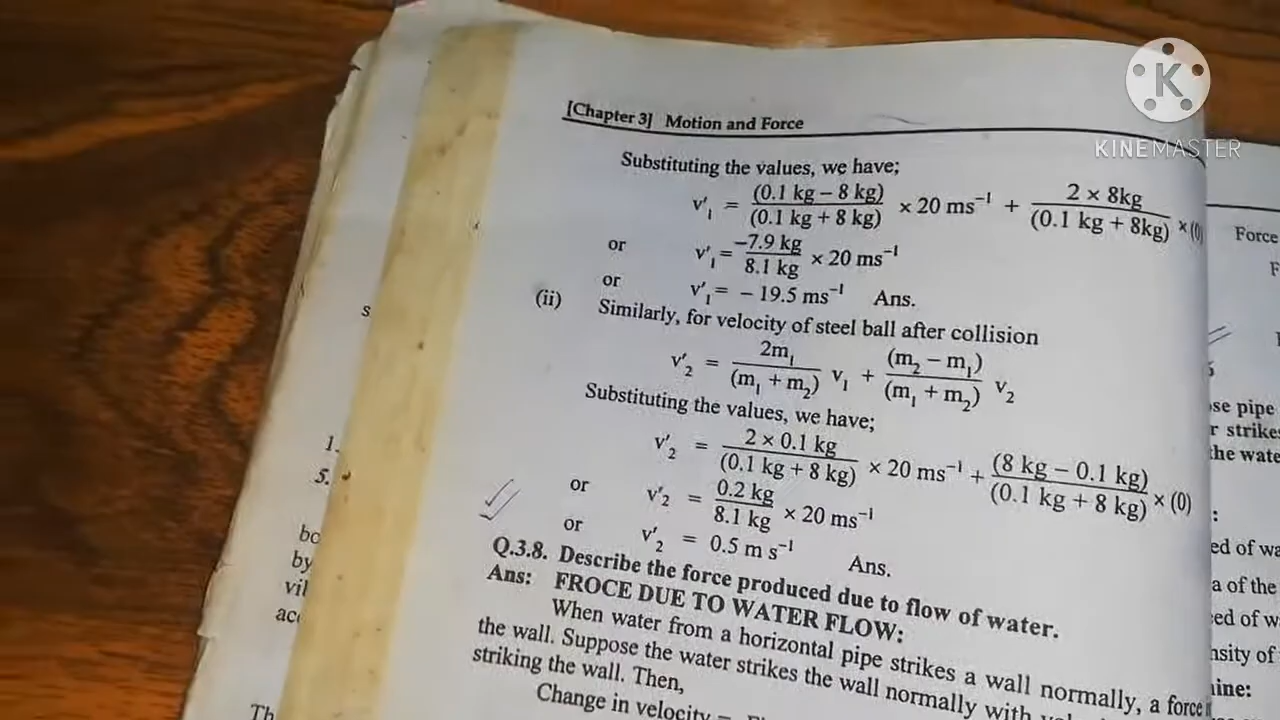 K
KINEMASTER
[Chapter 3] Motion and Force
Substituting the values, we have;
v'₁ = (0.1 kg – 8 kg)/(0.1 kg + 8 kg) × 20 ms⁻¹ + 2 × 8kg/(0.1 kg + 8kg) × (0)
or v'₁ = –7.9 kg/8.1 kg × 20 ms⁻¹
or v'₁ = – 19.5 ms⁻¹ Ans.
(ii) Similarly, for velocity of steel ball after collision
v'₂ = 2m₁/(m₁ + m₂) v₁ + (m₂ – m₁)/(m₁ + m₂) v₂
Substituting the values, we have;
v'₂ = 2 × 0.1 kg/(0.1 kg + 8 kg) × 20 ms⁻¹ + (8 kg – 0.1 kg)/(0.1 kg + 8 kg) × (0)
or v'₂ = 0.2 kg/8.1 kg × 20 ms⁻¹
or v'₂ = 0.5 m s⁻¹ Ans.
Q.3.8. Describe the force produced due to flow of water.
Ans: FROCE DUE TO WATER FLOW:
When water from a horizontal pipe strikes a wall normally, a force
the wall. Suppose the water strikes the wall normally with
striking the wall. Then,
Change in velocity =
s
1.
5.
bo
by
vil
acc
Th
Force
F
se pipe
r strikes
the wate
:
ed of wa
a of the
ed of w
nsity of
ine: